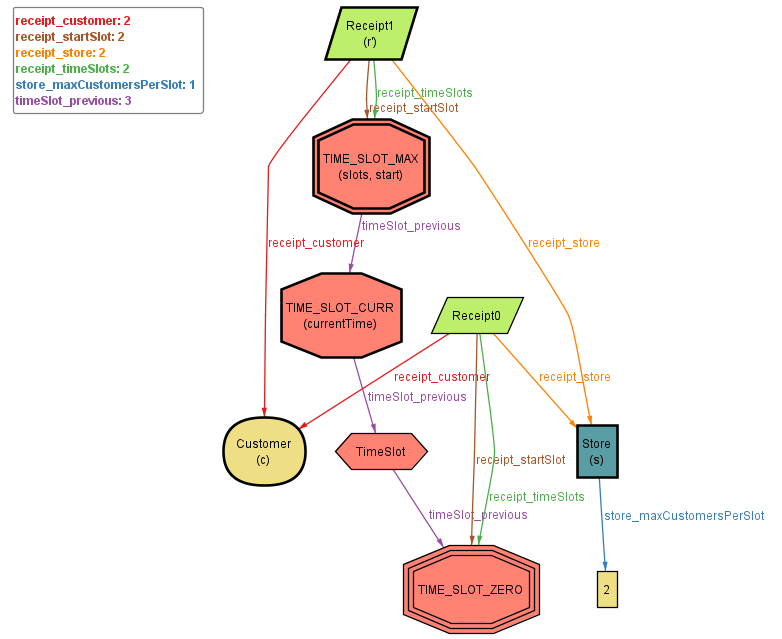 receipt_customer: 2
receipt_startSlot: 2
receipt_store: 2
receipt_timeSlots: 2
store_maxCustomersPerSlot: 1
timeSlot_previous: 3
Receipt1
(r')
receipt_timeSlots
receipt_startSlot
TIME_SLOT_MAX
(slots, start)
timeSlot_previous
receipt_customer
receipt_store
TIME_SLOT_CURR
(currentTime)
Receipt0
receipt_customer
receipt_store
timeSlot_previous
Customer
(c)
TimeSlot
Store
(s)
receipt_startSlot
receipt_timeSlots
timeSlot_previous
store_maxCustomersPerSlot
TIME_SLOT_ZERO
2